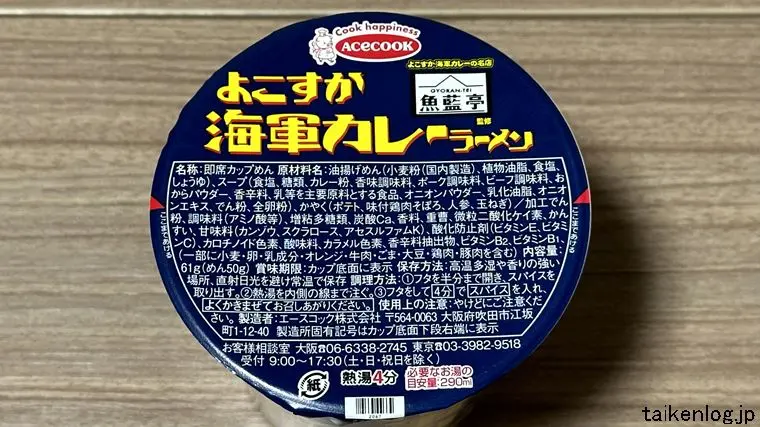 Cook happiness
ACECOOK
よこすか海軍カレーの名店
GYORAN-TEI
魚藍亭
監修
よこすか
海軍カレーラーメン
名称:即席カップめん 原材料名:油揚げめん(小麦粉(国内製造)、植物油脂、食塩、
しょうゆ)、スープ(食塩、糖類、カレー粉、香味調味料、ポーク調味料、ビーフ調味料、お
からパウダー、香辛料、乳等を主要原料とする食品、オニオンパウダー、乳化油脂、オニオ
ンエキス、でん粉、全卵粉)、かやく(ポテト、味付鶏肉そぼろ、人参、玉ねぎ)/加工でん
粉、調味料(アミノ酸等)、増粘多糖類、炭酸Ca、香料、重曹、微粒二酸化ケイ素、かん
すい、甘味料(カンゾウ、スクラロース、アセスルファムK)、酸化防止剤(ビタミンE、ビタミ
ンC)、カロチノイド色素、酸味料、カラメル色素、香辛料抽出物、ビタミンB2、ビタミンB1、
(一部に小麦・卵・乳成分・オレンジ・牛肉・ごま・大豆・鶏肉・豚肉を含む) 内容量:
61g(めん50g) 賞味期限:カップ底面に表示 保存方法:高温多湿や香りの強い
場所、直射日光を避け常温で保存 調理方法:①フタを半分まで開き、スパイスを
取り出す。②熱湯を内側の線まで注ぐ。③フタをして4分でスパイスを入れ、
よくかきまぜてお召しあがりください。 使用上の注意:やけどにご注意くだ
さい。製造者:エースコック株式会社 〒564-0063 大阪府吹田市江坂
町1-12-40 製造所固有記号はカップ底面下段右端に表示
お客様相談室 大阪☎06-6338-2745 東京☎03-3982-9518
受付 9:00〜17:30(土・日・祝日を除く)
紙
熱湯4分
必要なお湯の
目安量:290ml
2067
ここまであける
ここまであける
taikenlog.jp